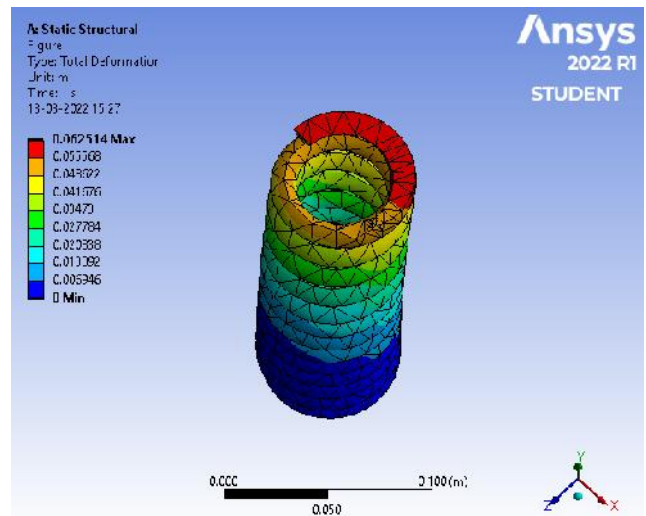 A: Static Structural
Figure
Type: Total Deformation
Unit: m
Time: 1 s
13-03-2022 15:27
0.062514 Max
0.055568
0.048622
0.041676
0.03473
0.027784
0.020838
0.013892
0.006946
0 Min
Ansys
2022 R1
STUDENT
0.000
0.100 (m)
0.050
Y
Z
X